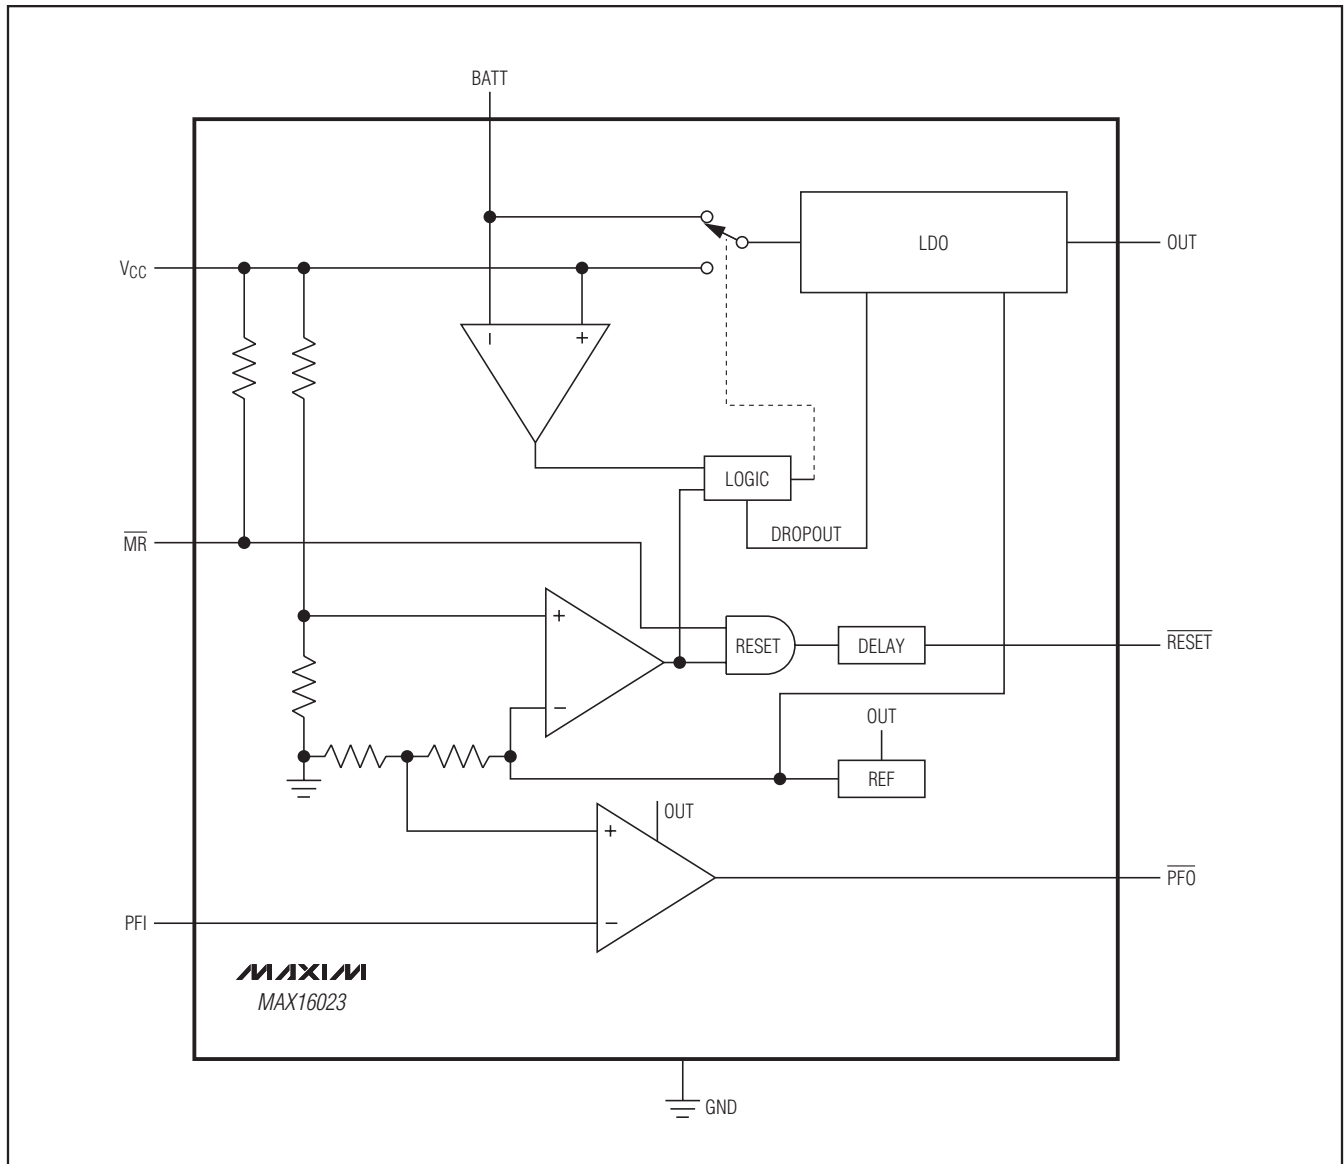 BATT
LDO
OUT
VCC
− +
LOGIC
DROPOUT
MR
+
RESET
DELAY
RESET
−
OUT
REF
OUT
+
PFO
PFI
−
MAXIM
MAX16023
GND